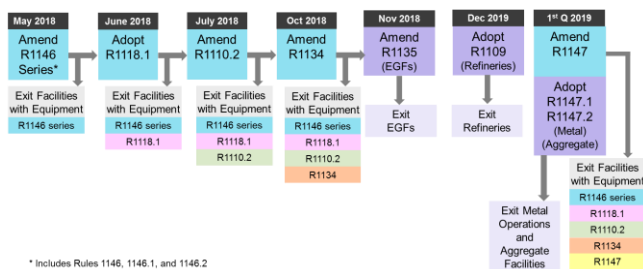 May 2018
Amend
R1146
Series*
Exit Facilities
with Equipment
R1146 series
June 2018
Adopt
R1118.1
Exit Facilities
with Equipment
R1146 series
R1118.1
July 2018
Amend
R1110.2
Exit Facilities
with Equipment
R1146 series
R1118.1
R1110.2
Oct 2018
Amend
R1134
Exit Facilities
with Equipment
R1146 series
R1118.1
R1110.2
R1134
Nov 2018
Amend
R1135
(EGFs)
Exit
EGFs
Dec 2019
Adopt
R1109
(Refineries)
Exit
Refineries
1st Q 2019
Amend
R1147
Adopt
R1147.1
R1147.2
(Metal)
(Aggregate)
Exit Metal
Operations
and
Aggregate
Facilities
Exit Facilities
with Equipment
R1146 series
R1118.1
R1110.2
R1134
R1147
* Includes Rules 1146, 1146.1, and 1146.2